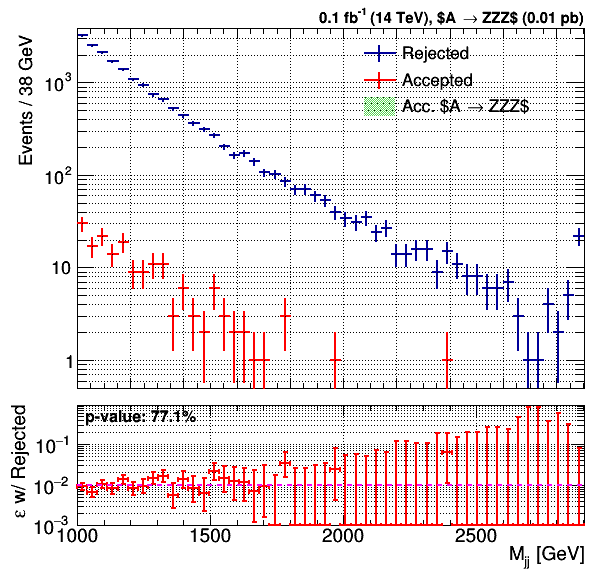 0.1 fb⁻¹ (14 TeV), $A → ZZZ$ (0.01 pb)
Events / 38 GeV
Rejected
Accepted
Acc. $A → ZZZ$
10³
10²
10
1
p-value: 77.1%
ε w/ Rejected
10⁻¹
10⁻²
10⁻³
1000 1500 2000 2500
Mjj [GeV]